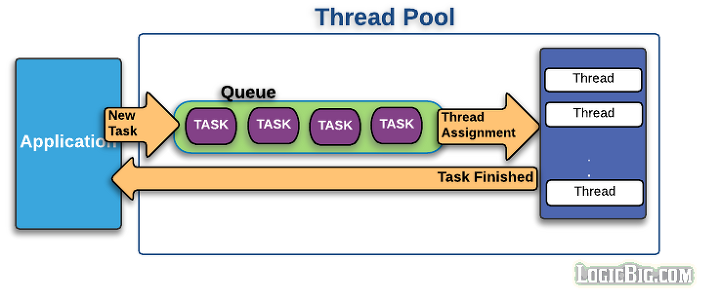 Thread Pool
Queue
New
Task
Application
TASK
TASK
TASK
TASK
Thread
Assignment
Thread
Thread
.
.
Thread
Task Finished
LogicBig.com